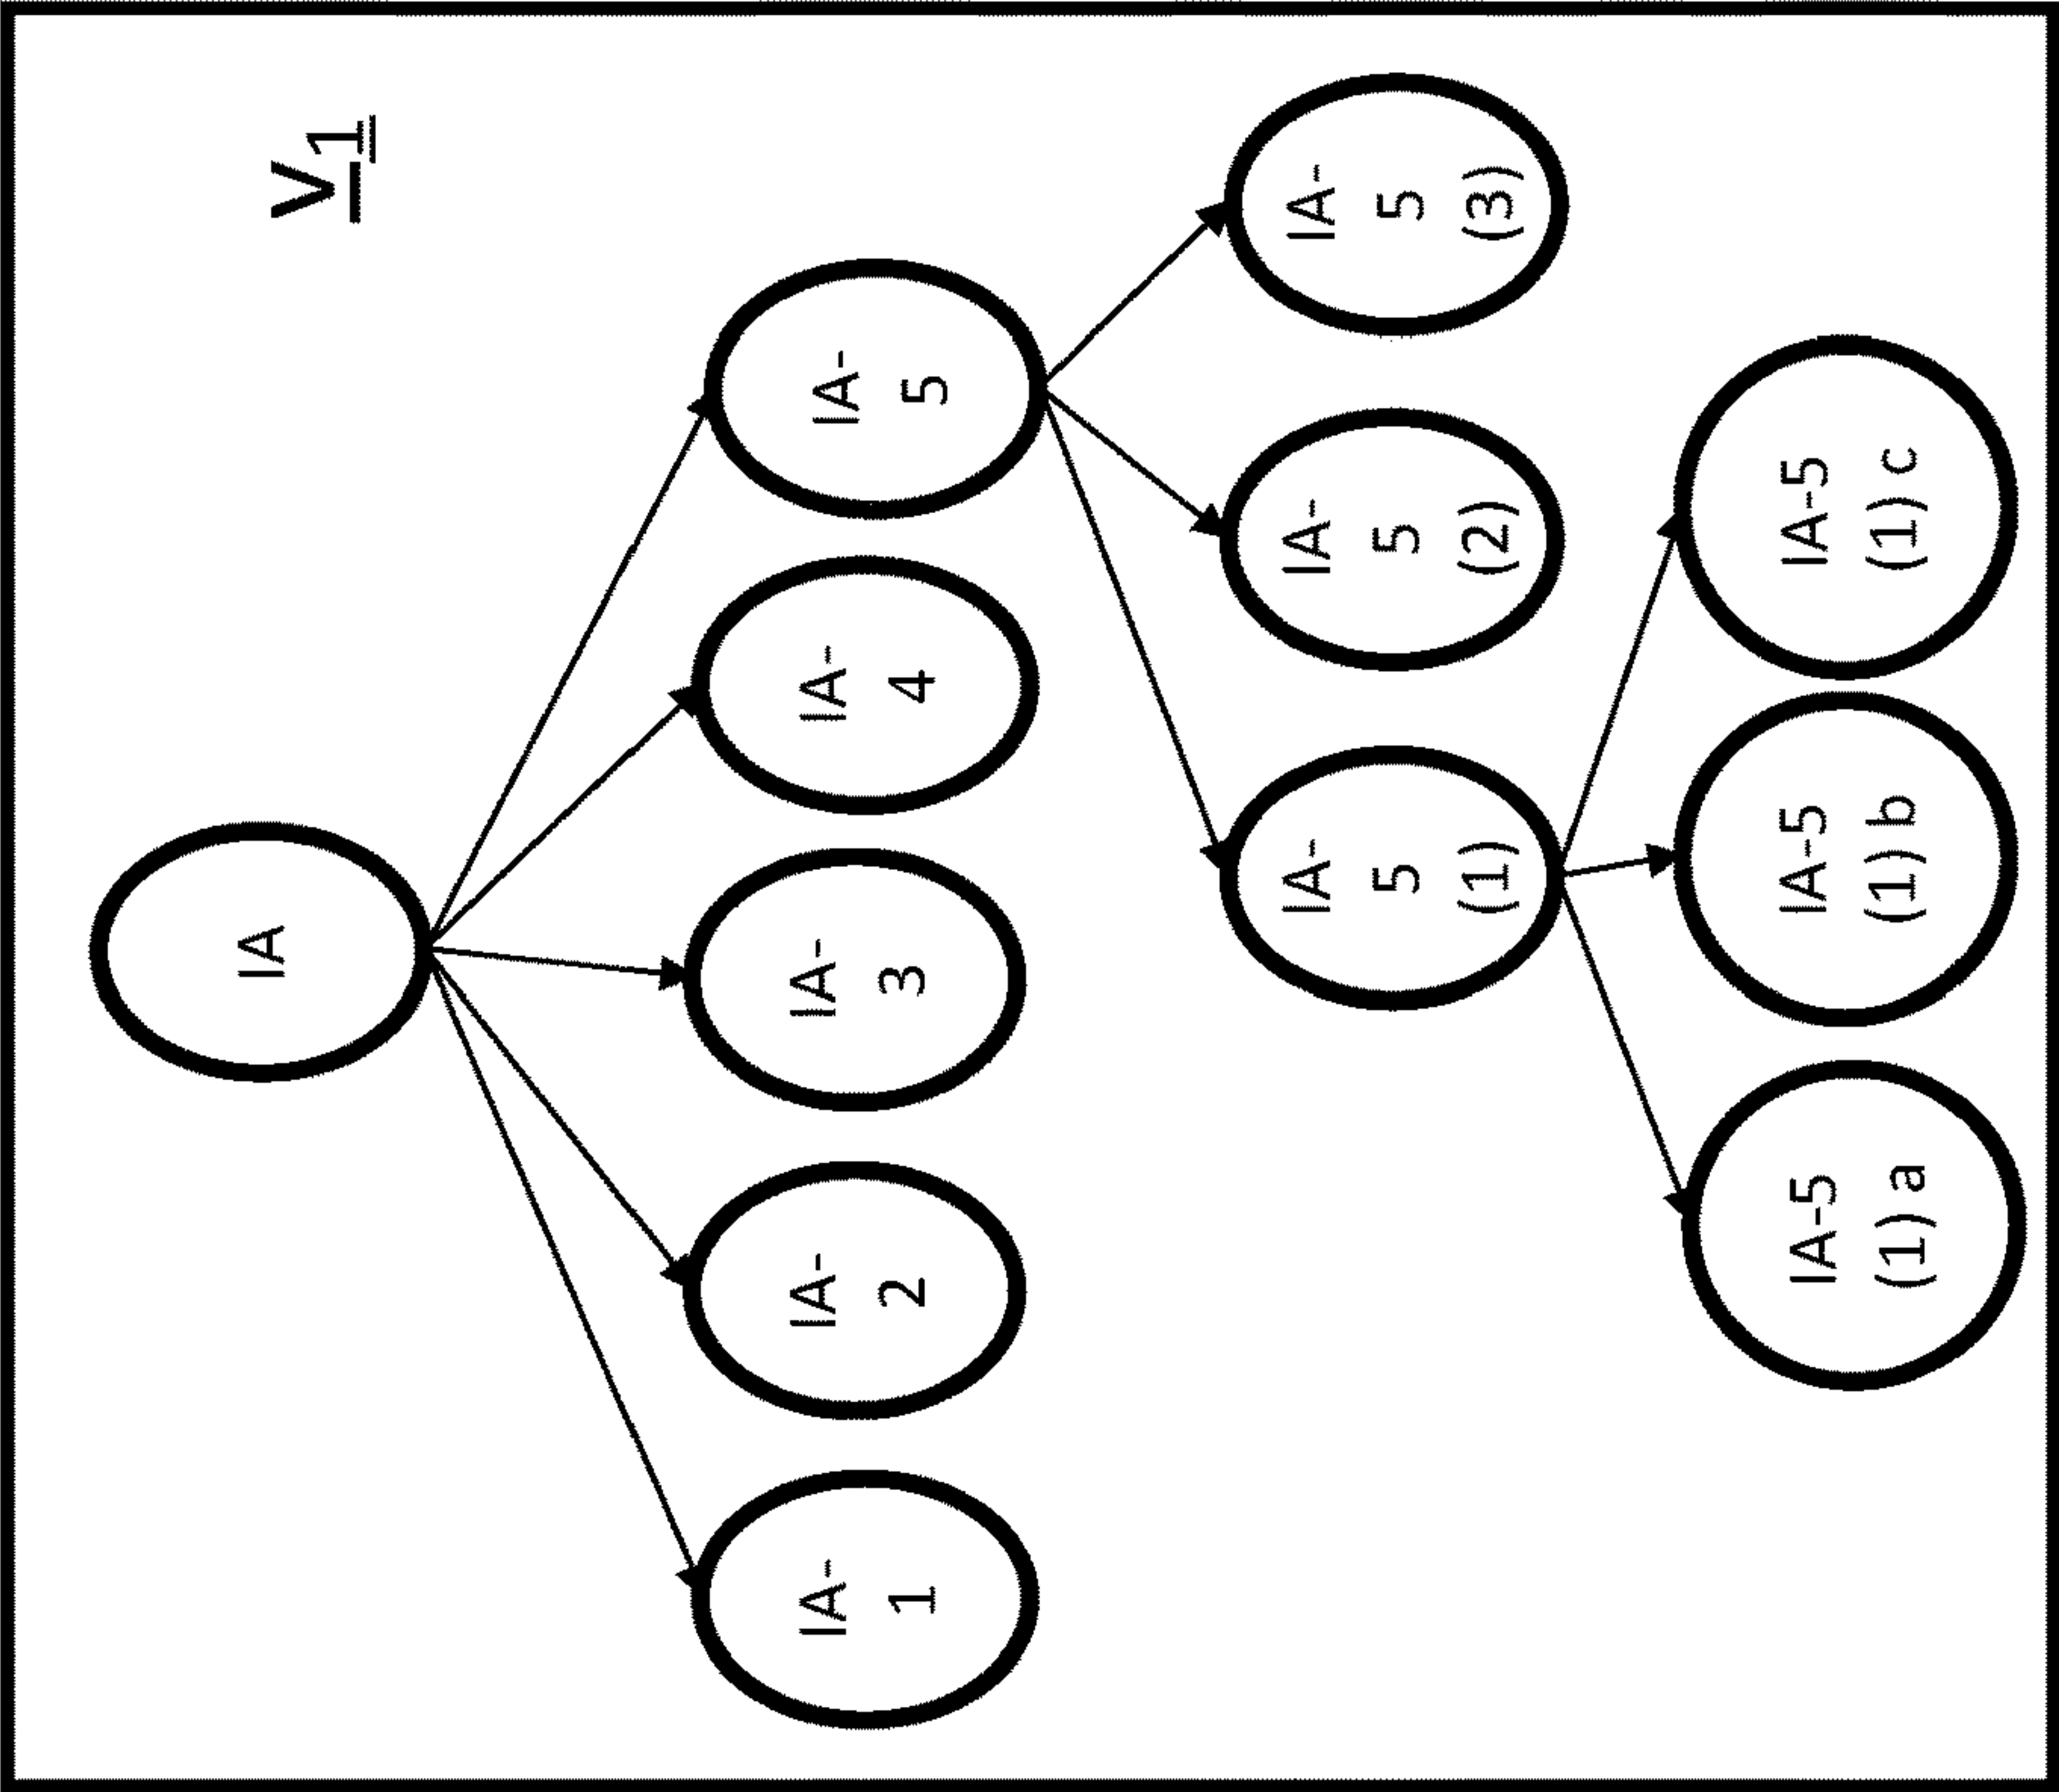 V1
IA
IA-
1
IA-
2
IA-
3
IA-
4
IA-
5
IA-
5
(1)
IA-
5
(2)
IA-
5
(3)
IA-5
(1) a
IA-5
(1) b
IA-5
(1) c